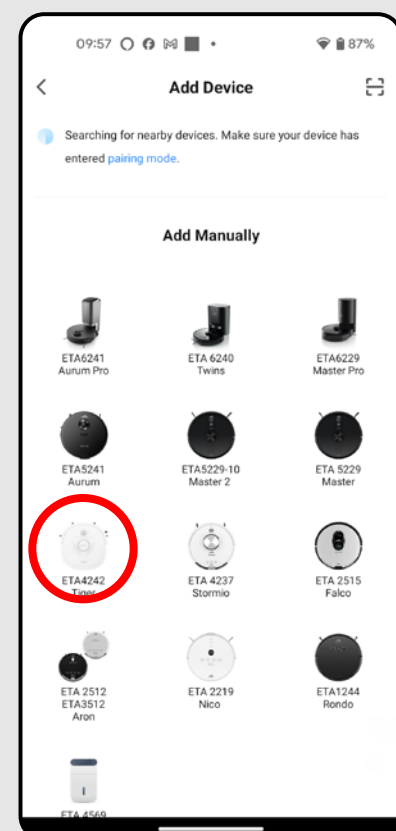 09:57 87%
Add Device
Searching for nearby devices. Make sure your device has
entered pairing mode.
Add Manually
ETA6241
Aurum Pro
ETA 6240
Twins
ETA6229
Master Pro
ETA5241
Aurum
ETA5229-10
Master 2
ETA 5229
Master
ETA4242
Tiger
ETA 4237
Stormio
ETA 2515
Falco
ETA 2512
ETA3512
Aron
ETA 2219
Nico
ETA1244
Rondo
ETA 4569